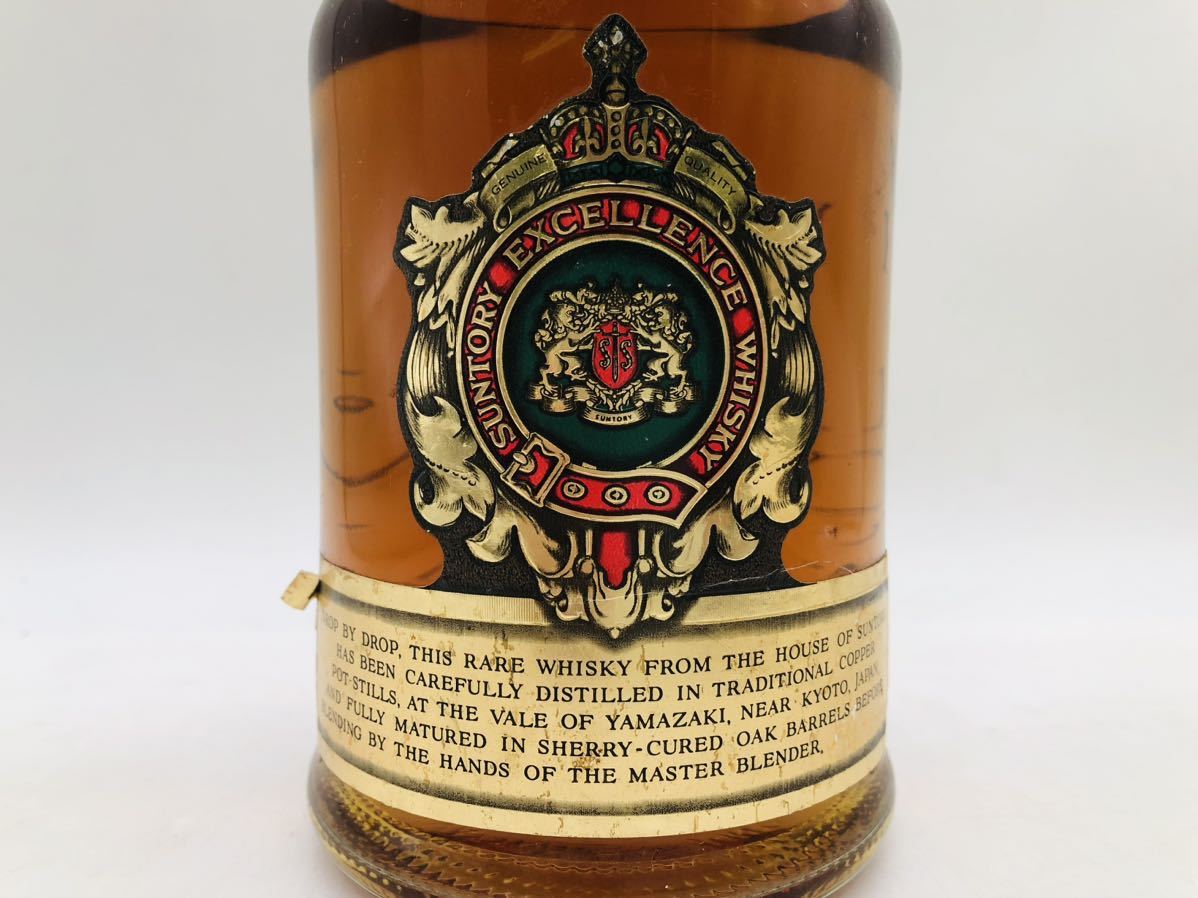 GENUINE QUALITY
SUNTORY EXCELLENCE WHISKY
S S
SUNTORY
DROP BY DROP, THIS RARE WHISKY FROM THE HOUSE OF SUNTORY
HAS BEEN CAREFULLY DISTILLED IN TRADITIONAL COPPER
POT-STILLS, AT THE VALE OF YAMAZAKI, NEAR KYOTO, JAPAN,
AND FULLY MATURED IN SHERRY-CURED OAK BARRELS BEFORE
BLENDING BY THE HANDS OF THE MASTER BLENDER.